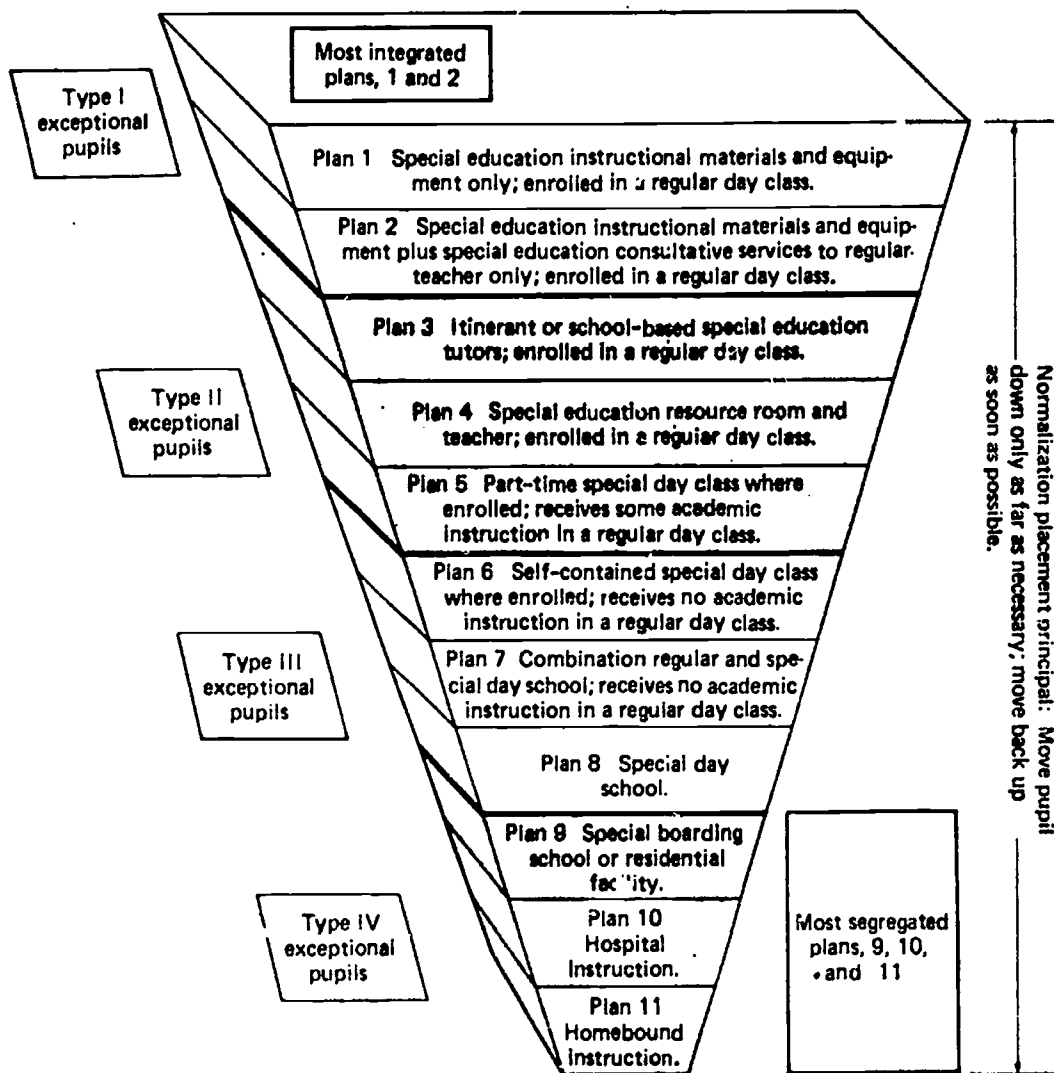 Most integrated
plans, 1 and 2
Type I
exceptional
pupils
Plan 1 Special education instructional materials and equip-
ment only; enrolled in a regular day class.
Plan 2 Special education instructional materials and equip-
ment plus special education consultative services to regular
teacher only; enrolled in a regular day class.
Plan 3 Itinerant or school-based special education
tutors; enrolled in a regular day class.
Type II
exceptional
pupils
Plan 4 Special education resource room and
teacher; enrolled in a regular day class.
Plan 5 Part-time special day class where
enrolled; receives some academic
instruction in a regular day class.
Plan 6 Self-contained special day class
where enrolled; receives no academic
instruction in a regular day class.
Type III
exceptional
pupils
Plan 7 Combination regular and spe-
cial day school; receives no academic
instruction in a regular day class.
Plan 8 Special day
school.
Plan 9 Special boarding
school or residential
facility.
Type IV
exceptional
pupils
Plan 10
Hospital
Instruction.
Plan 11
Homebound
instruction.
Most segregated
plans, 9, 10,
and 11
Normalization placement principal: Move pupil
down only as far as necessary; move back up
as soon as possible.